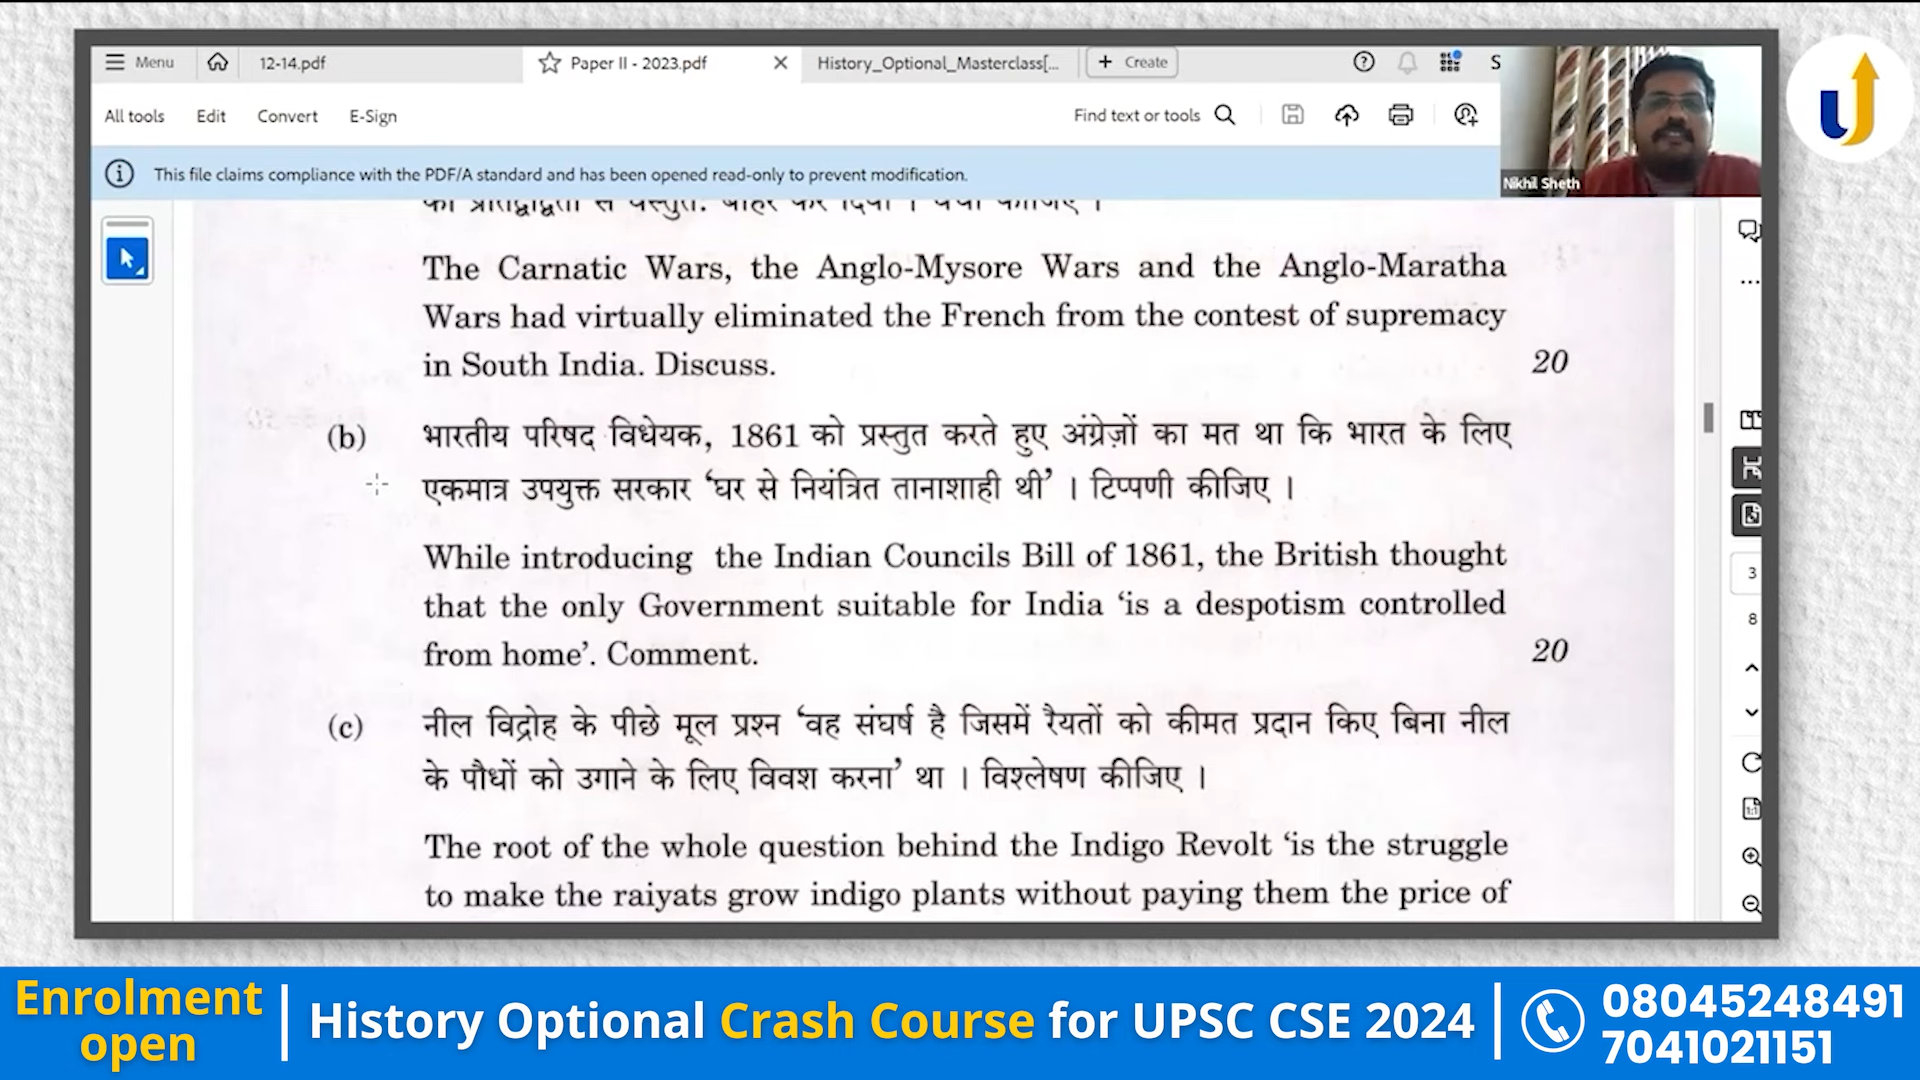 Menu
12-14.pdf
Paper II - 2023.pdf
History_Optional_Masterclass[...
+ Create
S
All tools
Edit
Convert
E-Sign
Find text or tools
This file claims compliance with the PDF/A standard and has been opened read-only to prevent modification.
Nikhil Sheth
The Carnatic Wars, the Anglo-Mysore Wars and the Anglo-Maratha
Wars had virtually eliminated the French from the contest of supremacy
in South India. Discuss.
20
(b) भारतीय परिषद विधेयक, 1861 को प्रस्तुत करते हुए अंग्रेज़ों का मत था कि भारत के लिए
एकमात्र उपयुक्त सरकार ‘घर से नियंत्रित तानाशाही थी’ । टिप्पणी कीजिए ।
While introducing the Indian Councils Bill of 1861, the British thought
that the only Government suitable for India ‘is a despotism controlled
from home’. Comment.
20
(c) नील विद्रोह के पीछे मूल प्रश्न ‘वह संघर्ष है जिसमें रैयतों को कीमत प्रदान किए बिना नील
के पौधों को उगाने के लिए विवश करना’ था । विश्लेषण कीजिए ।
The root of the whole question behind the Indigo Revolt ‘is the struggle
to make the raiyats grow indigo plants without paying them the price of
3
8
1:1
Enrolment
open
History Optional Crash Course for UPSC CSE 2024
08045248491
7041021151